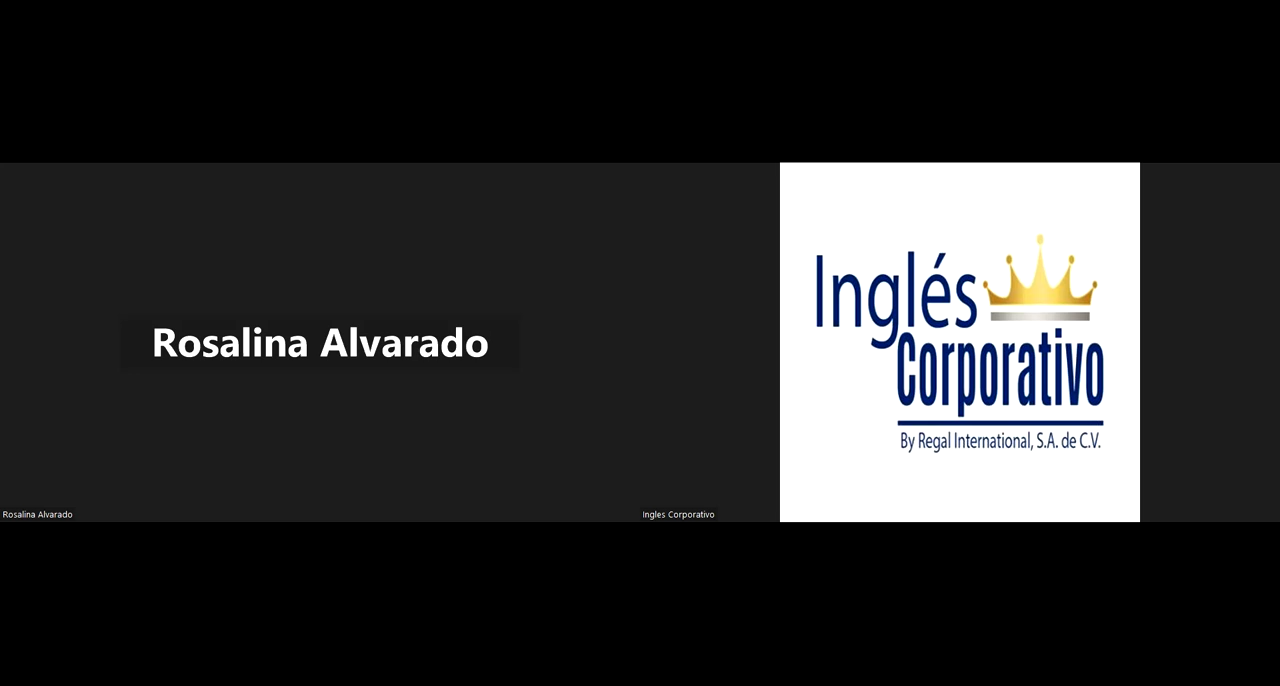 Rosalina Alvarado
Inglés
Corporativo
By Regal International, S.A. de C.V.
Rosalina Alvarado
Ingles Corporativo